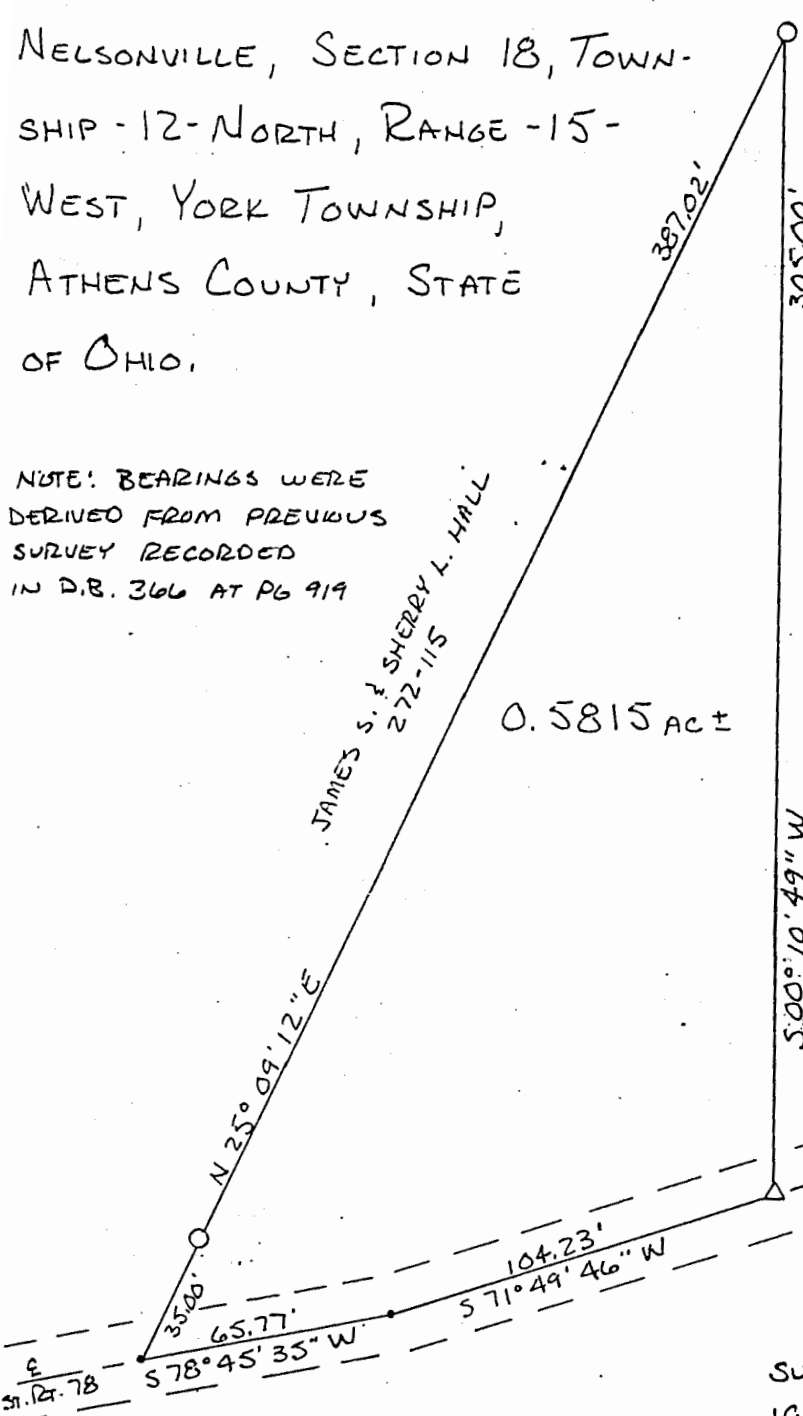 NELSONVILLE, SECTION 18, TOWN-
SHIP-12-NORTH, RANGE-15-
WEST, YORK TOWNSHIP,
ATHENS COUNTY, STATE
OF OHIO.
387.02'
305.00'
NOTE: BEARINGS WERE
DERIVED FROM PREVIOUS
SURVEY RECORDED
IN D.B. 366 AT PG 919
JAMES S. & SHERRY L. HALL
272-115
0.5815 AC ±
S 00° 10' 49" W
N 25° 09' 12" E
104.23'
S 71° 49' 46" W
35.00'
65.77'
S 78° 45' 35" W
℄
ST. RT. 78